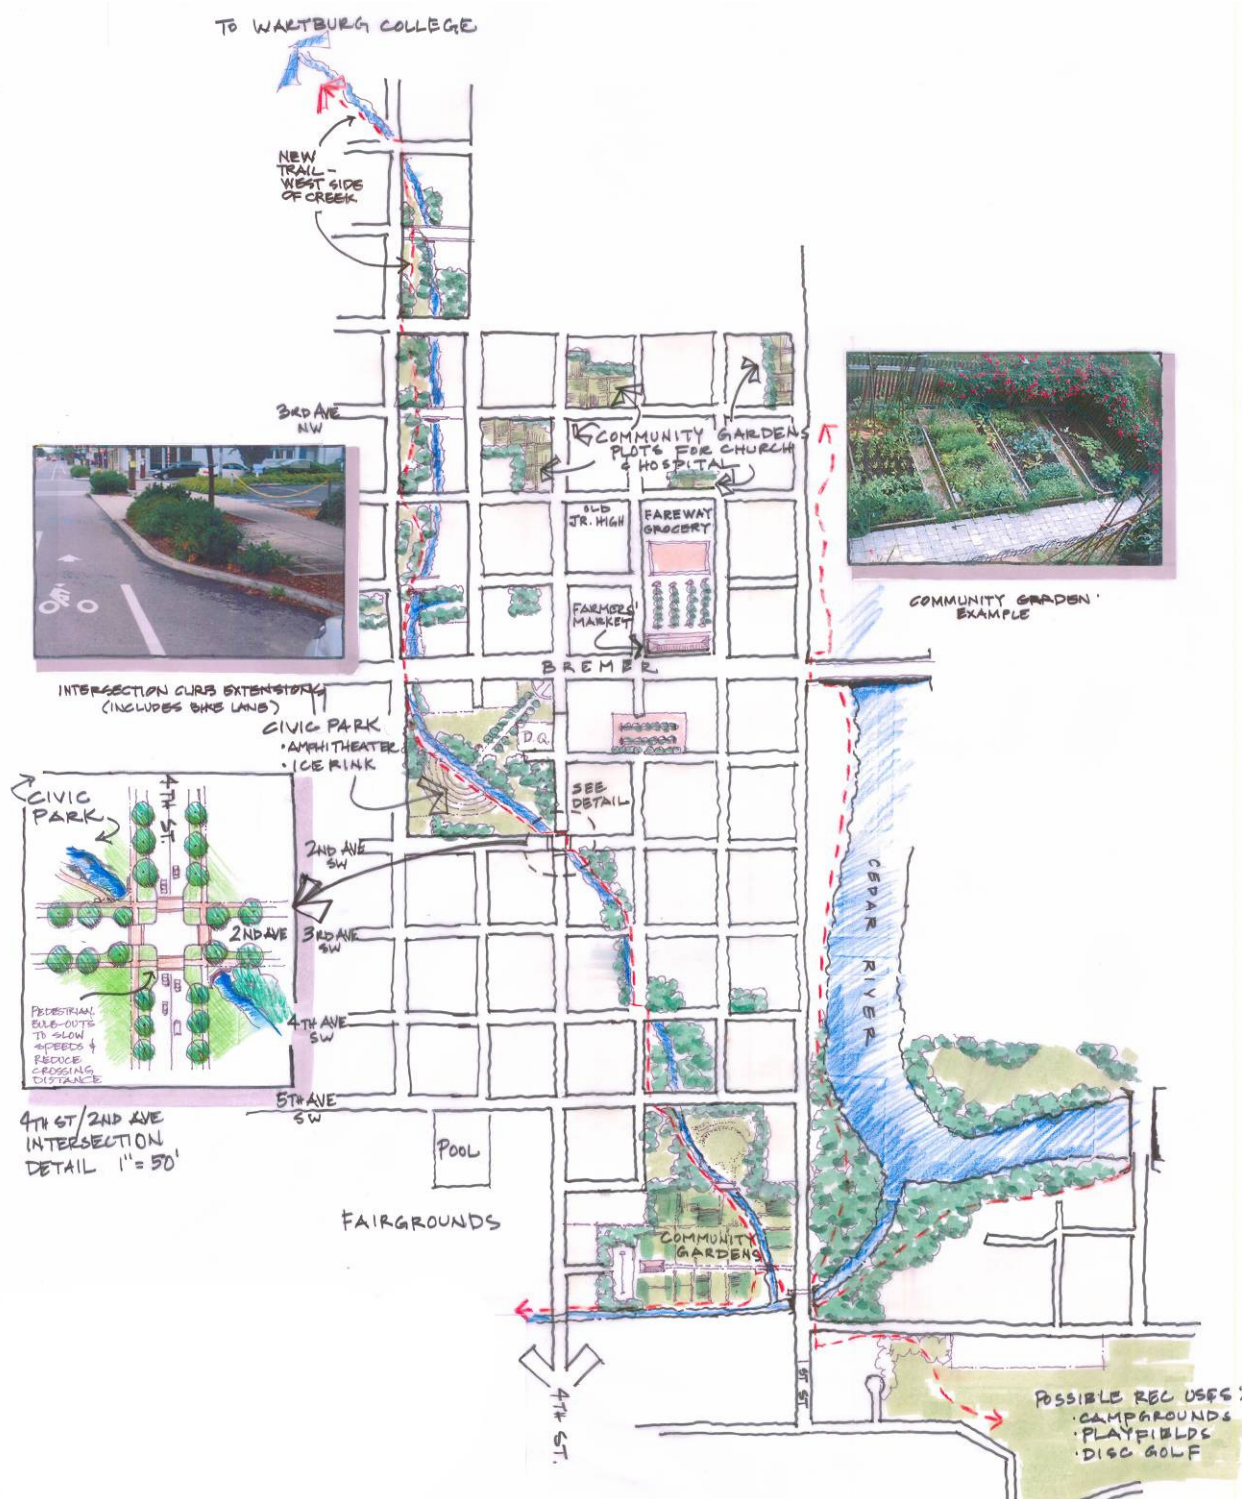 TO WARTBURG COLLEGE
NEW
TRAIL -
WEST SIDE
OF CREEK
3RD AVE
NW
COMMUNITY GARDENS
PLOTS FOR CHURCH
& HOSPITAL
OLD
JR. HIGH
FAREWAY
GROCERY
FARMERS'
MARKET
BREMER
COMMUNITY GARDEN
EXAMPLE
INTERSECTION CURB EXTENSIONS
(INCLUDES BIKE LANE)
CIVIC PARK
• AMPHITHEATER
• ICE RINK
D.Q.
SEE
DETAIL
CIVIC
PARK
4TH ST.
2ND AVE
PEDESTRIAN
BULB-OUTS
TO SLOW
SPEEDS &
REDUCE
CROSSING
DISTANCE
2ND AVE
SW
3RD AVE
SW
4TH AVE
SW
5TH AVE
SW
4TH ST/2ND AVE
INTERSECTION
DETAIL 1" = 50'
CEDAR RIVER
POOL
FAIRGROUNDS
COMMUNITY
GARDENS
4TH ST.
1ST ST
POSSIBLE REC USES:
• CAMPGROUNDS
• PLAYFIELDS
• DISC GOLF